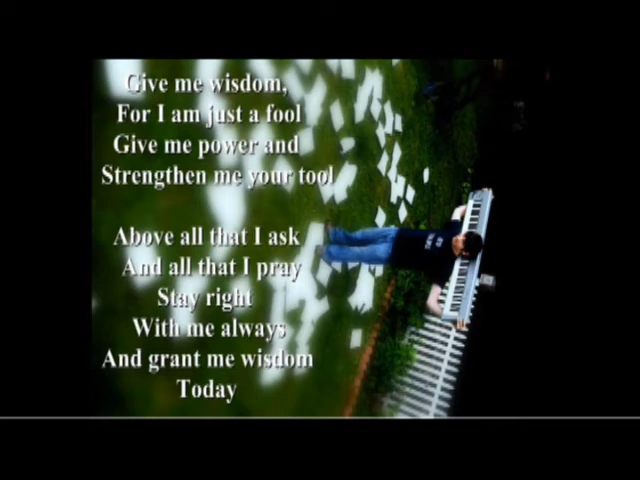 Give me wisdom,
For I am just a fool
Give me power and
Strengthen me your tool
Above all that I ask
And all that I pray
Stay right
With me always
And grant me wisdom
Today